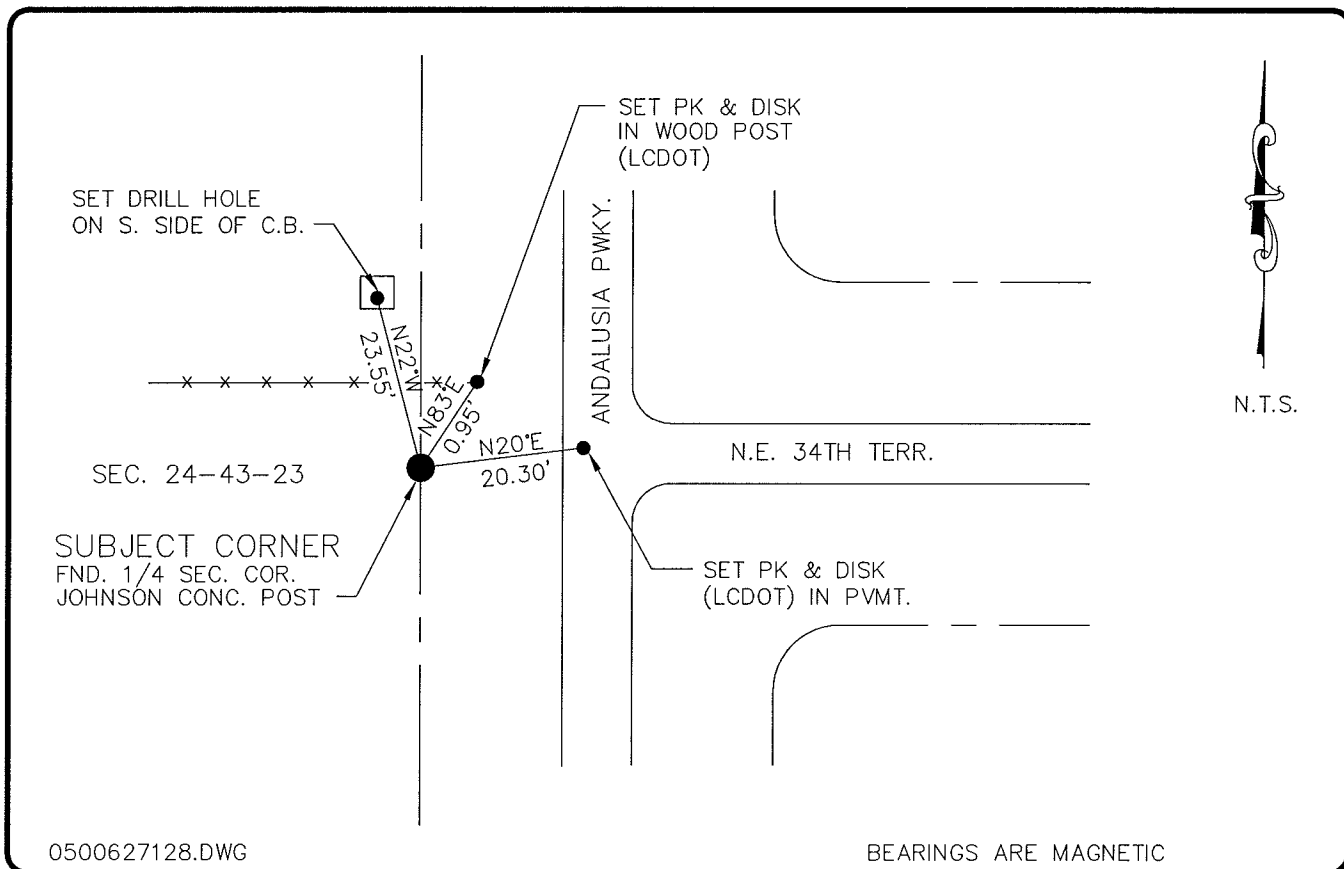 SET PK & DISK
IN WOOD POST
(LCDOT)
SET DRILL HOLE
ON S. SIDE OF C.B.
ANDALUSIA PWKY.
N22°W
23.55'
N83°E
0.95'
N20°E
20.30'
N.T.S.
N.E. 34TH TERR.
SEC. 24-43-23
SUBJECT CORNER
FND. 1/4 SEC. COR.
JOHNSON CONC. POST
SET PK & DISK
(LCDOT) IN PVMT.
0500627128.DWG
BEARINGS ARE MAGNETIC